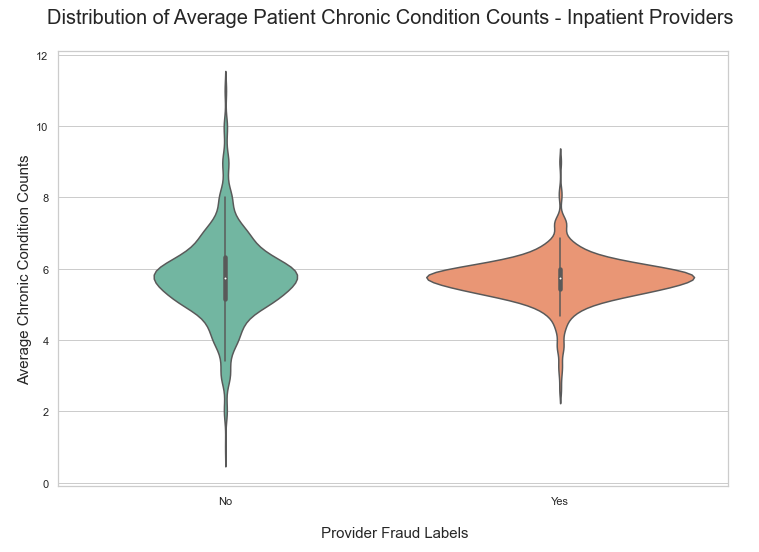 Distribution of Average Patient Chronic Condition Counts - Inpatient Providers
12
10
8
6
4
2
0
Average Chronic Condition Counts
No Yes
Provider Fraud Labels